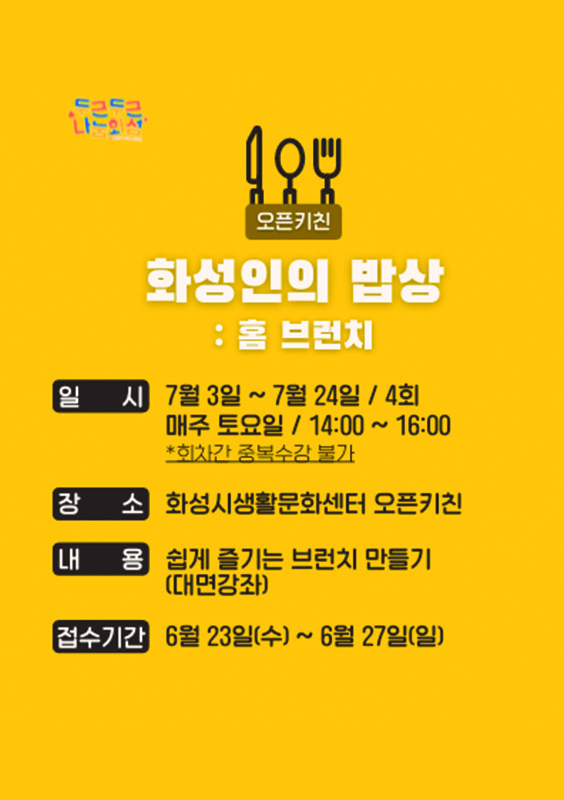 두근두근
나눔화성
오픈키친
화성인의 밥상
: 홈 브런치
일 시 7월 3일 ~ 7월 24일 / 4회
매주 토요일 / 14:00 ~ 16:00
*회차간 중복수강 불가
장 소 화성시생활문화센터 오픈키친
내 용 쉽게 즐기는 브런치 만들기
(대면강좌)
접수기간 6월 23일(수) ~ 6월 27일(일)